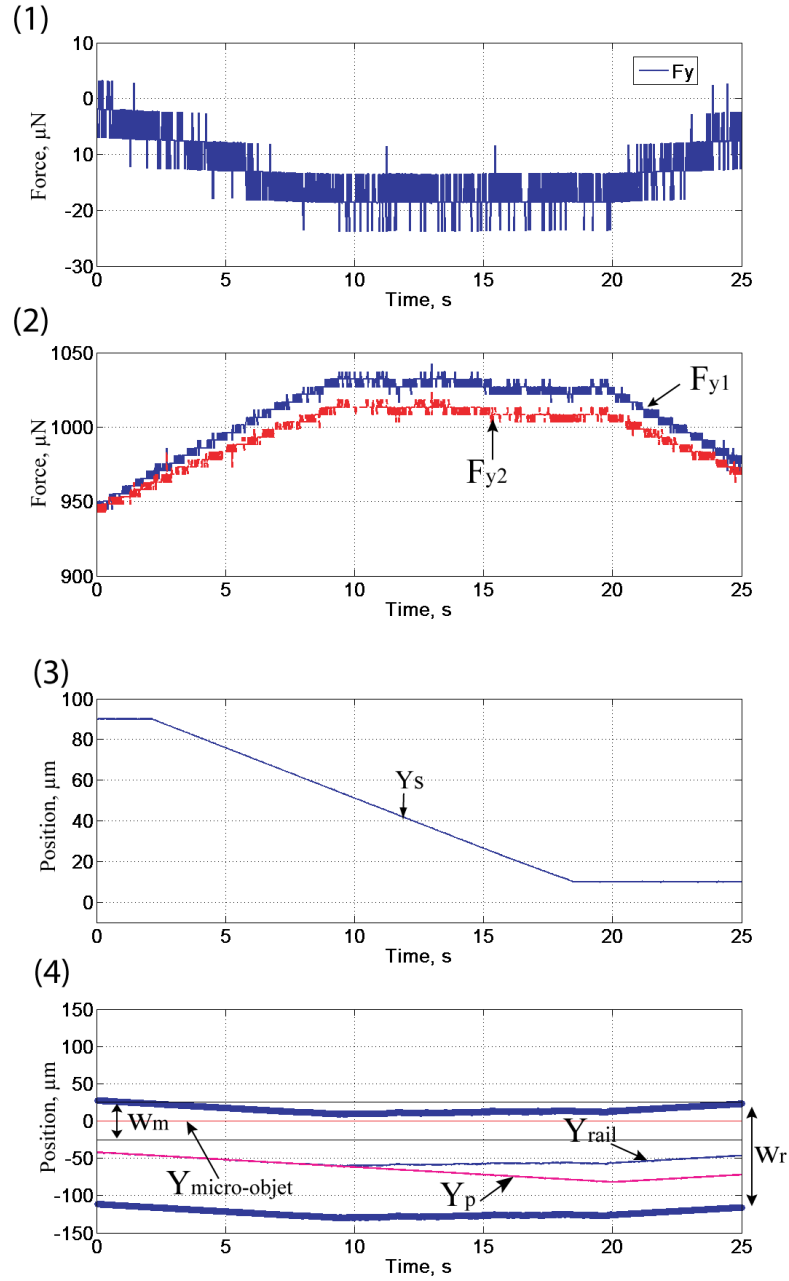 (1)
10
0
10
-20
-30
Force, µN
Fy
0 5 10 15 20 25
Time, s
(2)
1050
1000
950
900
Force, µN
Fy1
Fy2
0 5 10 15 20 25
Time, s
(3)
100
80
60
40
20
0
Position, µm
Ys
0 5 10 15 20 25
Time, s
(4)
150
100
50
0
-50
-100
-150
Position, µm
Wm
Yrail
Wr
Ymicro-objet
Yp
0 5 10 15 20 25
Time, s